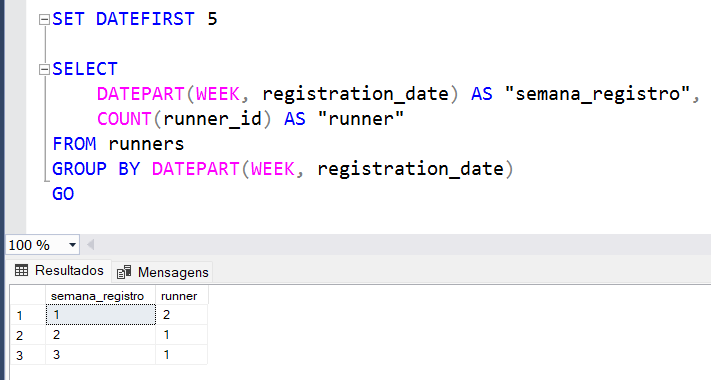 SET DATEFIRST 5
SELECT
DATEPART(WEEK, registration_date) AS "semana_registro",
COUNT(runner_id) AS "runner"
FROM runners
GROUP BY DATEPART(WEEK, registration_date)
GO
100 %
Resultados Mensagens
semana_registro runner
1 1 2
2 2 1
3 3 1